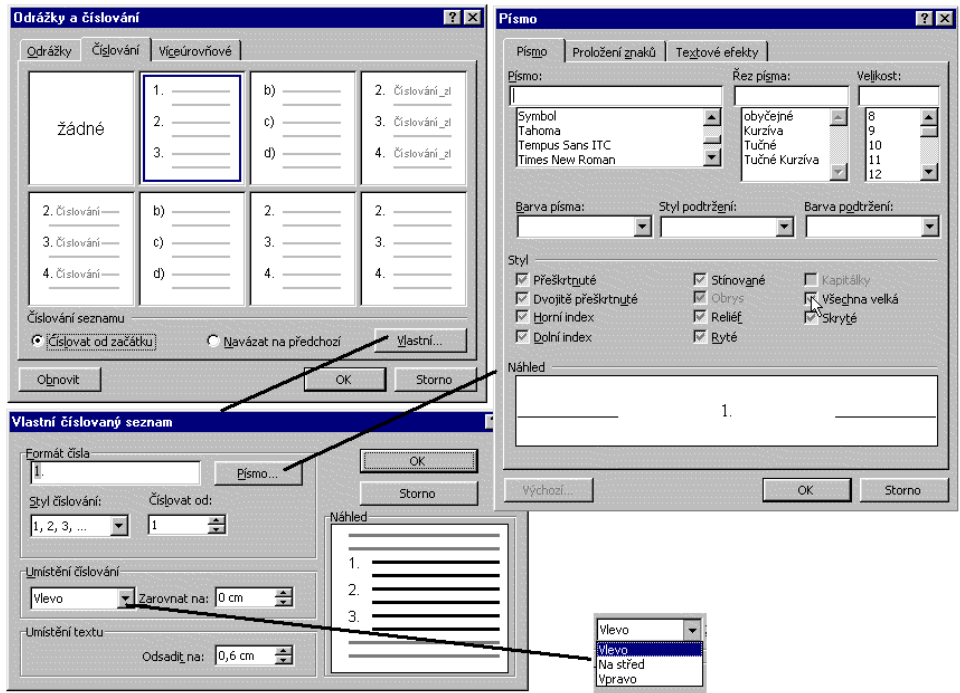 Odrážky a číslování
Odrážky Číslování Víceúrovňové
žádné
1.
2.
3.
b)
c)
d)
2. Číslování_zl
3. Číslování_zl
4. Číslování_zl
2. Číslování
3. Číslování
4. Číslování
b)
c)
d)
2.
3.
4.
2.
3.
4.
Číslování seznamu
Číslovat od začátku Navázat na předchozí Vlastní...
Obnovit OK Storno
Písmo
Písmo Proložení znaků Textové efekty
Písmo: Řez písma: Velikost:
Symbol
Tahoma
Tempus Sans ITC
Times New Roman
obyčejné
Kurzíva
Tučné
Tučné Kurzíva
8
9
10
11
12
Barva písma: Styl podtržení: Barva podtržení:
Styl
Přeškrtnuté Stínované Kapitálky
Dvojitě přeškrtnuté Obrys Všechna velká
Horní index Reliéf Skryté
Dolní index Ryté
Náhled
1.
Výchozí... OK Storno
Vlastní číslovaný seznam
Formát čísla
1. Písmo...
Styl číslování: Číslovat od:
1, 2, 3, ... 1
Umístění číslování
Vlevo Zarovnat na: 0 cm
Umístění textu
Odsadit na: 0,6 cm
OK
Storno
Náhled
1.
2.
3.
Vlevo
Vlevo
Na střed
Vpravo